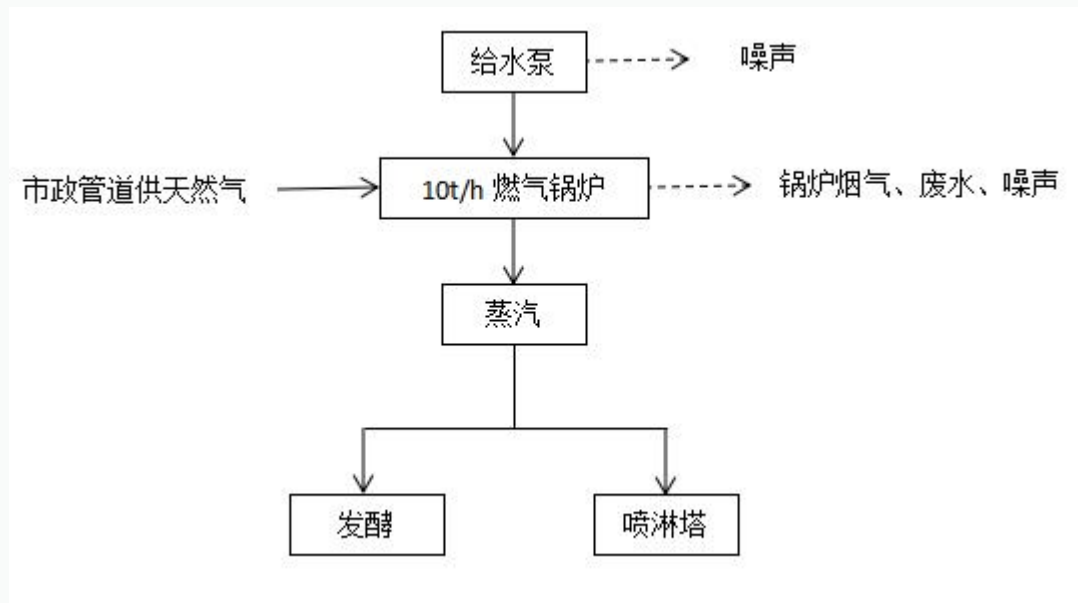 给水泵
噪声
市政管道供天然气
10t/h 燃气锅炉
锅炉烟气、废水、噪声
蒸汽
发酵
喷淋塔